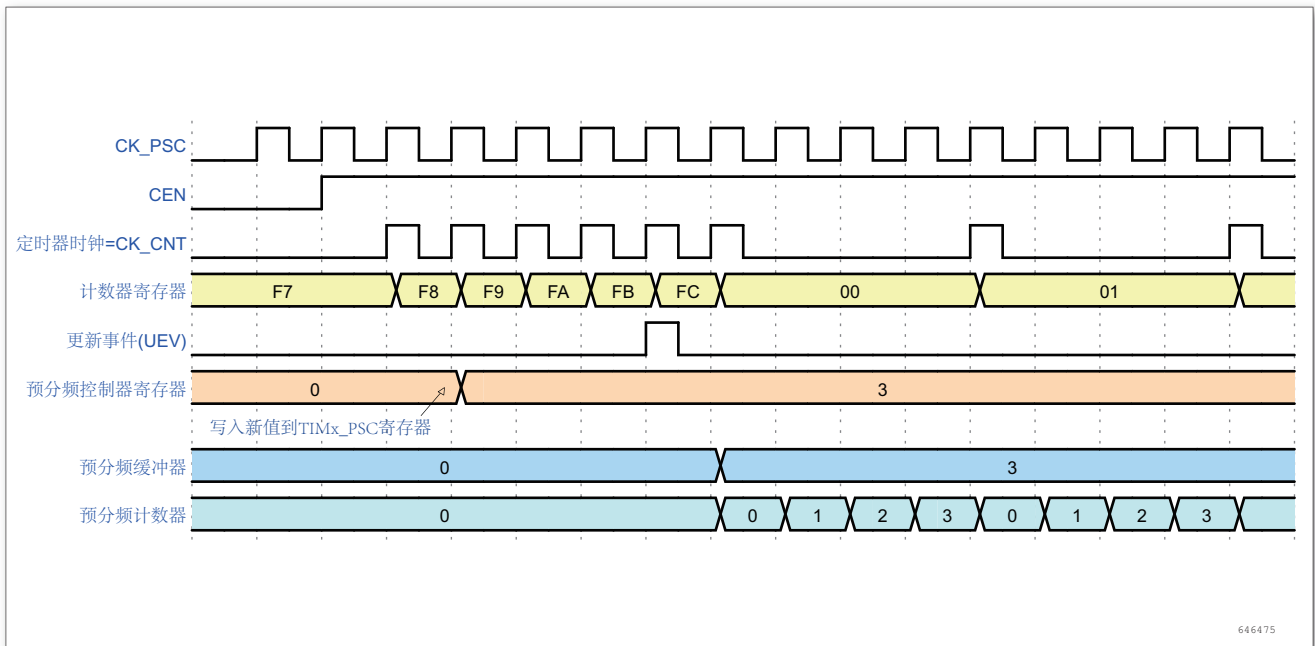 CK_PSC
CEN
定时器时钟=CK_CNT
计数器寄存器 F7 F8 F9 FA FB FC 00 01
更新事件(UEV)
预分频控制器寄存器 0 3
写入新值到TIMx_PSC寄存器
预分频缓冲器 0 3
预分频计数器 0 0 1 2 3 0 1 2 3
646475